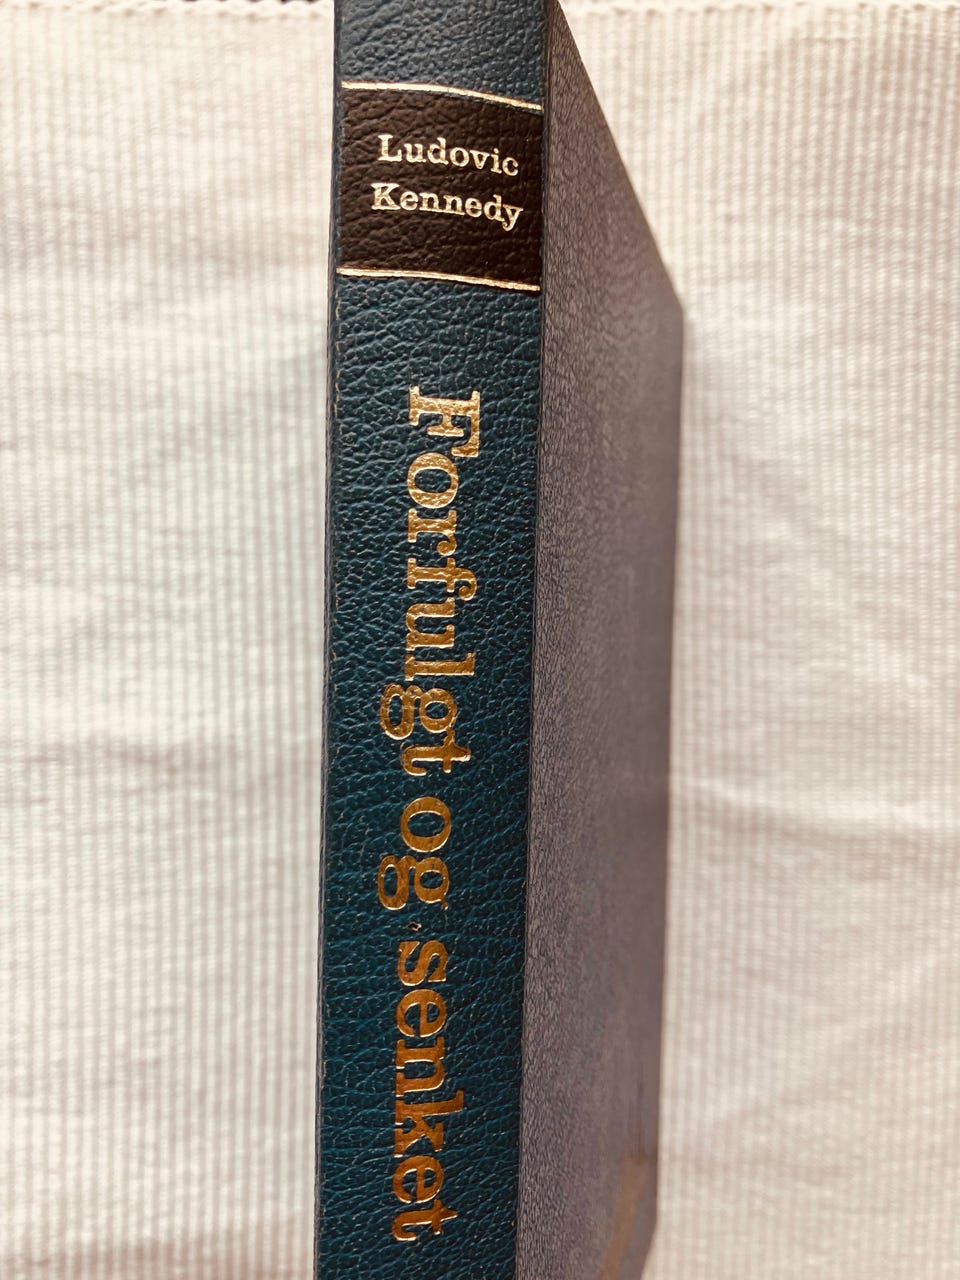 Ludovic
Kennedy
Forfulgt og senket